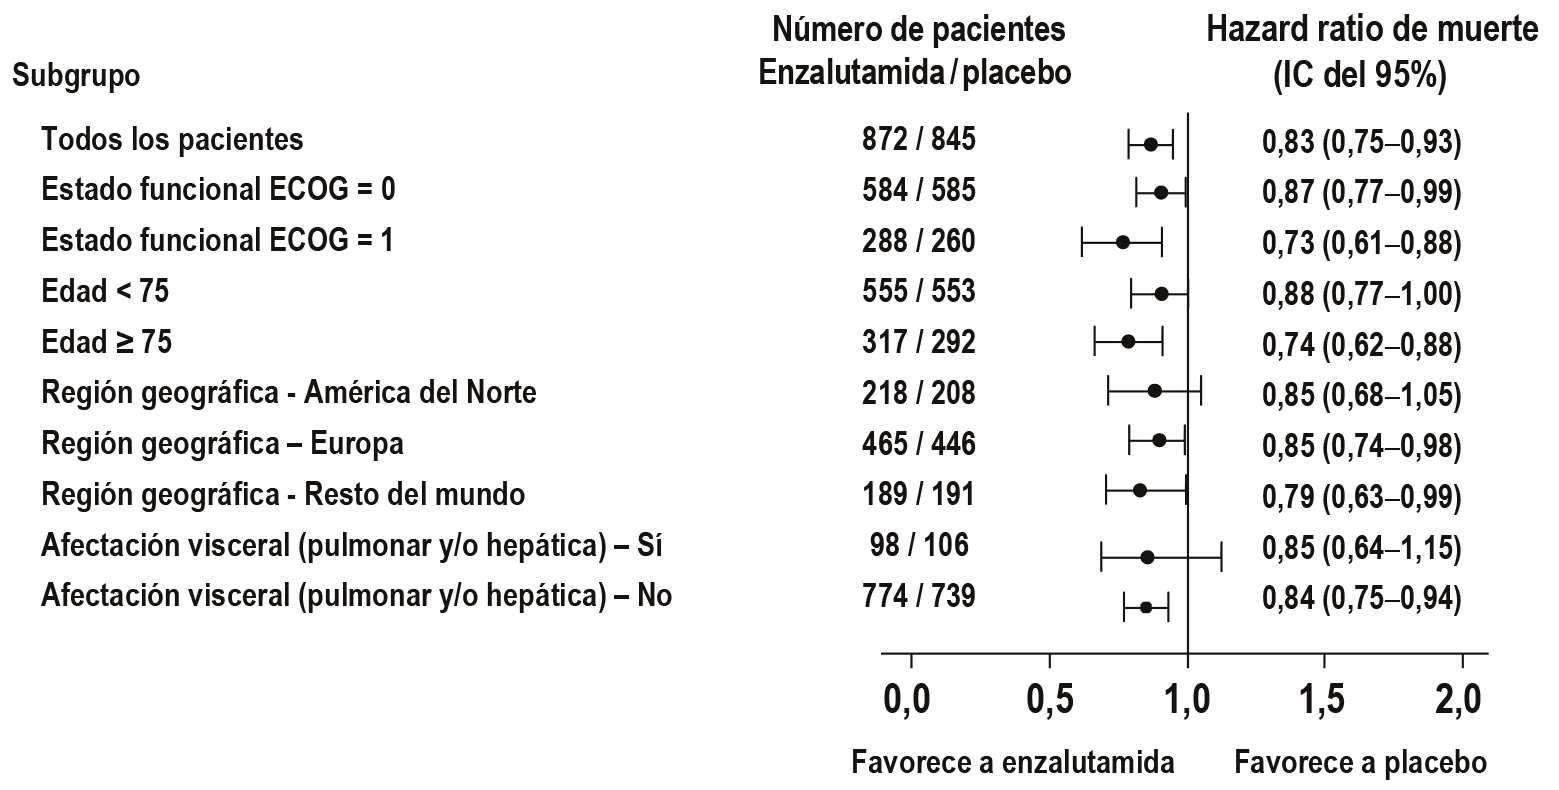 Número de pacientes Hazard ratio de muerte
Subgrupo Enzalutamida / placebo (IC del 95%)
Todos los pacientes 872 / 845 0,83 (0,75–0,93)
Estado funcional ECOG = 0 584 / 585 0,87 (0,77–0,99)
Estado funcional ECOG = 1 288 / 260 0,73 (0,61–0,88)
Edad < 75 555 / 553 0,88 (0,77–1,00)
Edad ≥ 75 317 / 292 0,74 (0,62–0,88)
Región geográfica - América del Norte 218 / 208 0,85 (0,68–1,05)
Región geográfica – Europa 465 / 446 0,85 (0,74–0,98)
Región geográfica - Resto del mundo 189 / 191 0,79 (0,63–0,99)
Afectación visceral (pulmonar y/o hepática) – Sí 98 / 106 0,85 (0,64–1,15)
Afectación visceral (pulmonar y/o hepática) – No 774 / 739 0,84 (0,75–0,94)
0,0 0,5 1,0 1,5 2,0
Favorece a enzalutamida Favorece a placebo